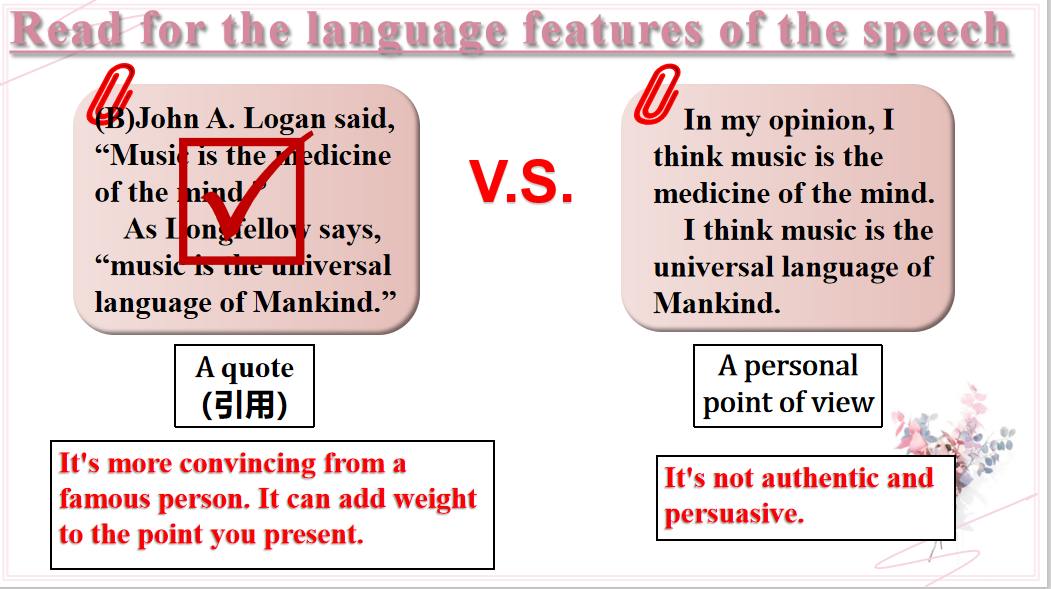 Read for the language features of the speech
(B)John A. Logan said,
“Music is the medicine
of the mind.”
As Longfellow says,
“music is the universal
language of Mankind.”
V.S.
In my opinion, I
think music is the
medicine of the mind.
I think music is the
universal language of
Mankind.
A quote
(引用)
A personal
point of view
It's more convincing from a
famous person. It can add weight
to the point you present.
It's not authentic and
persuasive.